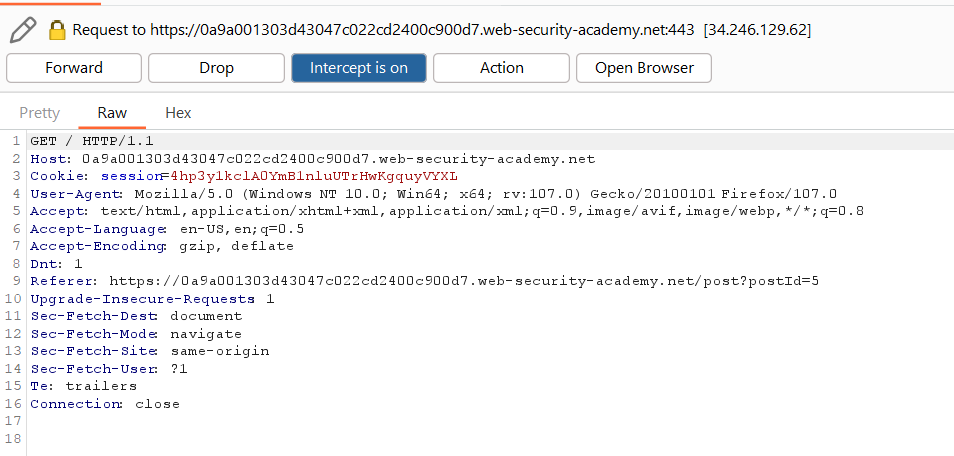 Request to https://0a9a001303d43047c022cd2400c900d7.web-security-academy.net:443 [34.246.129.62]
Forward Drop Intercept is on Action Open Browser
Pretty Raw Hex
1 GET / HTTP/1.1
2 Host: 0a9a001303d43047c022cd2400c900d7.web-security-academy.net
3 Cookie: session=4hp3y1kclA0YmB1nluUTrHwKgquyVYXL
4 User-Agent: Mozilla/5.0 (Windows NT 10.0; Win64; x64; rv:107.0) Gecko/20100101 Firefox/107.0
5 Accept: text/html,application/xhtml+xml,application/xml;q=0.9,image/avif,image/webp,*/*;q=0.8
6 Accept-Language: en-US,en;q=0.5
7 Accept-Encoding: gzip, deflate
8 Dnt: 1
9 Referer: https://0a9a001303d43047c022cd2400c900d7.web-security-academy.net/post?postId=5
10 Upgrade-Insecure-Requests: 1
11 Sec-Fetch-Dest: document
12 Sec-Fetch-Mode: navigate
13 Sec-Fetch-Site: same-origin
14 Sec-Fetch-User: ?1
15 Te: trailers
16 Connection: close
17
18